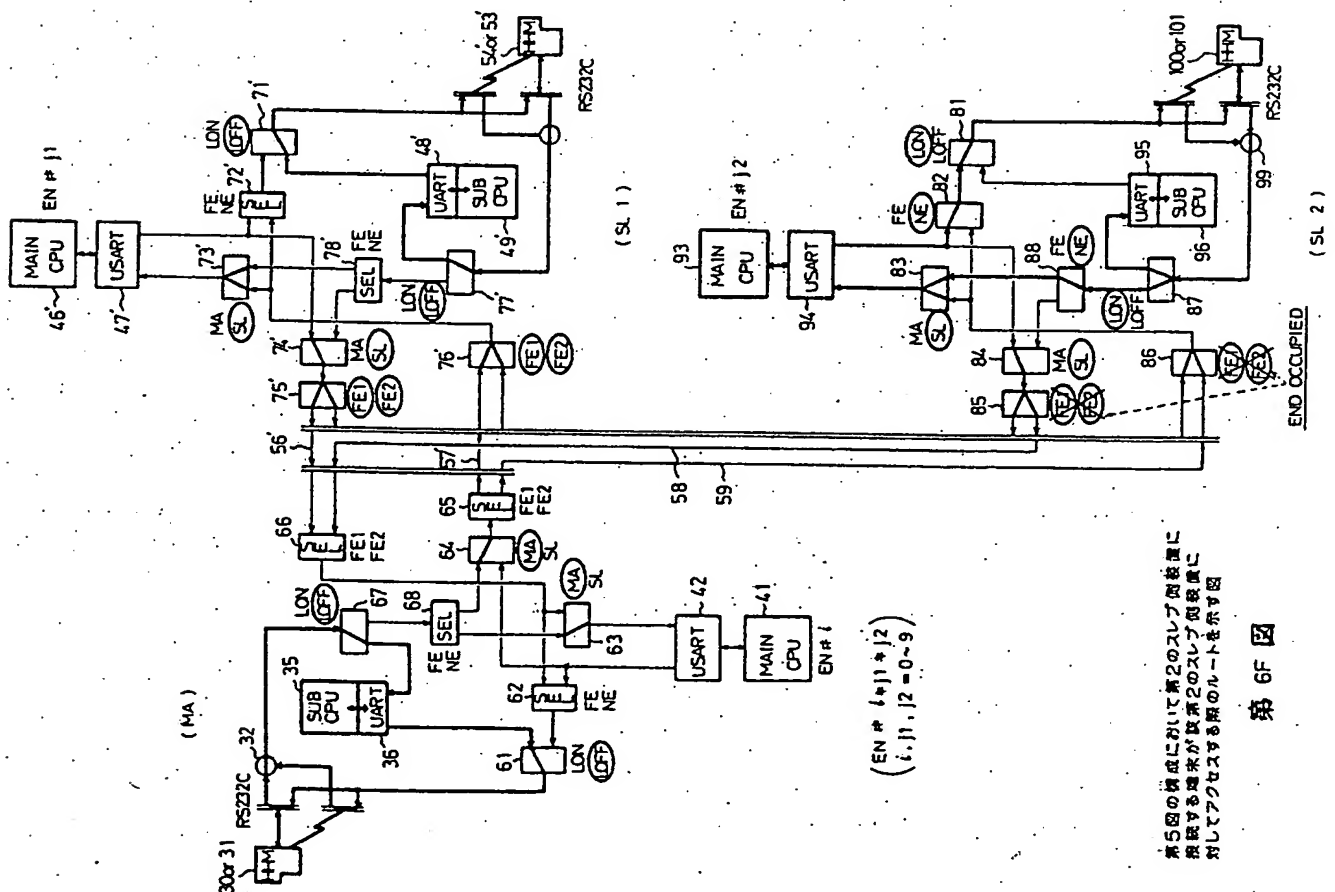 (MA)
30or 31
HHM
RS232C
32
SUB
CPU
35
UART
36
LON
LOFF
67
SEL
68
FE
NE
61
LON
LOFF
62
SEL
FE
NE
63
MA
SL
64
MA
SL
65
SEL
FE1
FE2
66
SEL
FE1
FE2
USART
42
MAIN
CPU
41
EN# i
56'
57'
58
59
EN # j1
MAIN
CPU
46'
USART
47'
73'
MA
SL
74'
MA
SL
75'
FE1
FE2
76'
FE1
FE2
72'
SEL
FE
NE
71'
LON
LOFF
78'
SEL
FE
NE
77'
LON
LOFF
UART
48'
SUB
CPU
49'
54'or 53'
HHM
RS232C
(SL 1)
EN# j2
MAIN
CPU
93
USART
94
83
MA
SL
84
MA
SL
85
FE1
FE2
86
FE1
FE2
82
FE
NE
81
LON
LOFF
88
FE
NE
87
LON
LOFF
UART
95
SUB
CPU
96
99
100or 101
HHM
RS232C
(SL 2)
END OCCUPIED
(EN # i≠j1≠j2
i, j1, j2 =0~9)
第5図の構成において第2のスレブ側装置に
接続する端末が該第2のスレブ側装置に
対してアクセスする際のルートを示す図
第 6F 図